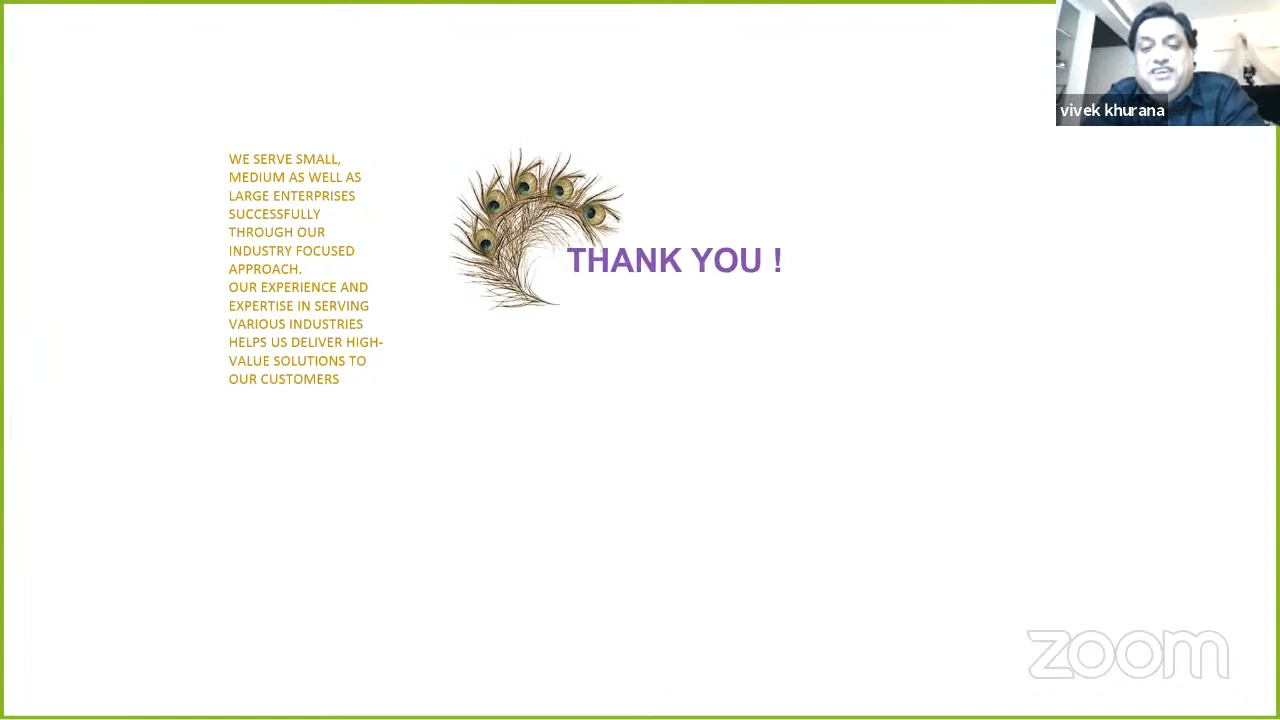 vivek khurana
WE SERVE SMALL,
MEDIUM AS WELL AS
LARGE ENTERPRISES
SUCCESSFULLY
THROUGH OUR
INDUSTRY FOCUSED
APPROACH.
OUR EXPERIENCE AND
EXPERTISE IN SERVING
VARIOUS INDUSTRIES
HELPS US DELIVER HIGH-
VALUE SOLUTIONS TO
OUR CUSTOMERS
THANK YOU !
zoom